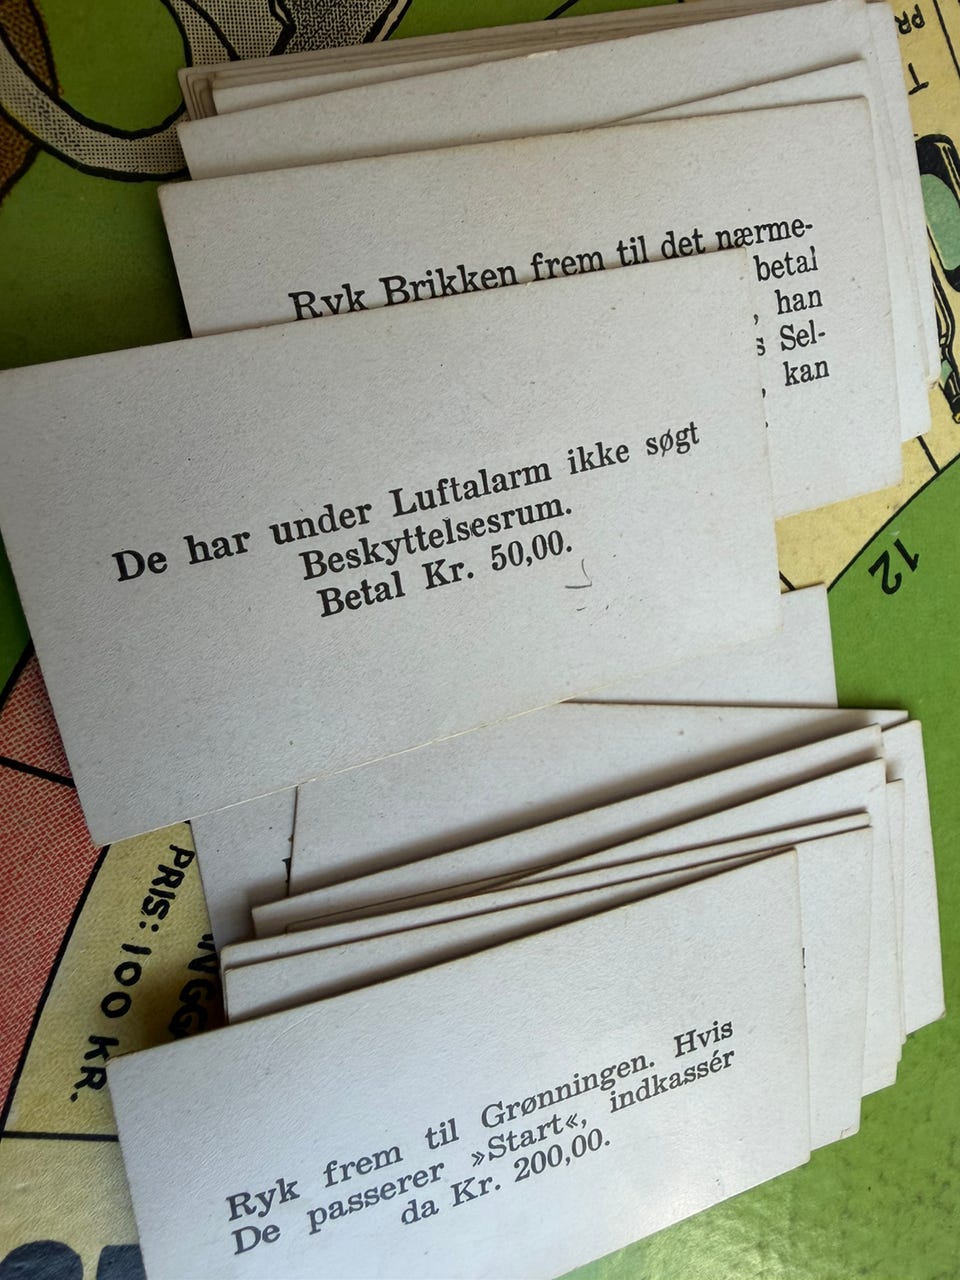 Ryk Brikken frem til det nærme-
betal
, han
s Sel-
, kan
De har under Luftalarm ikke søgt
Beskyttelsesrum.
Betal Kr. 50,00.
12
PRIS: 100 KR.
Ryk frem til Grønningen. Hvis
De passerer »Start«, indkassér
da Kr. 200,00.